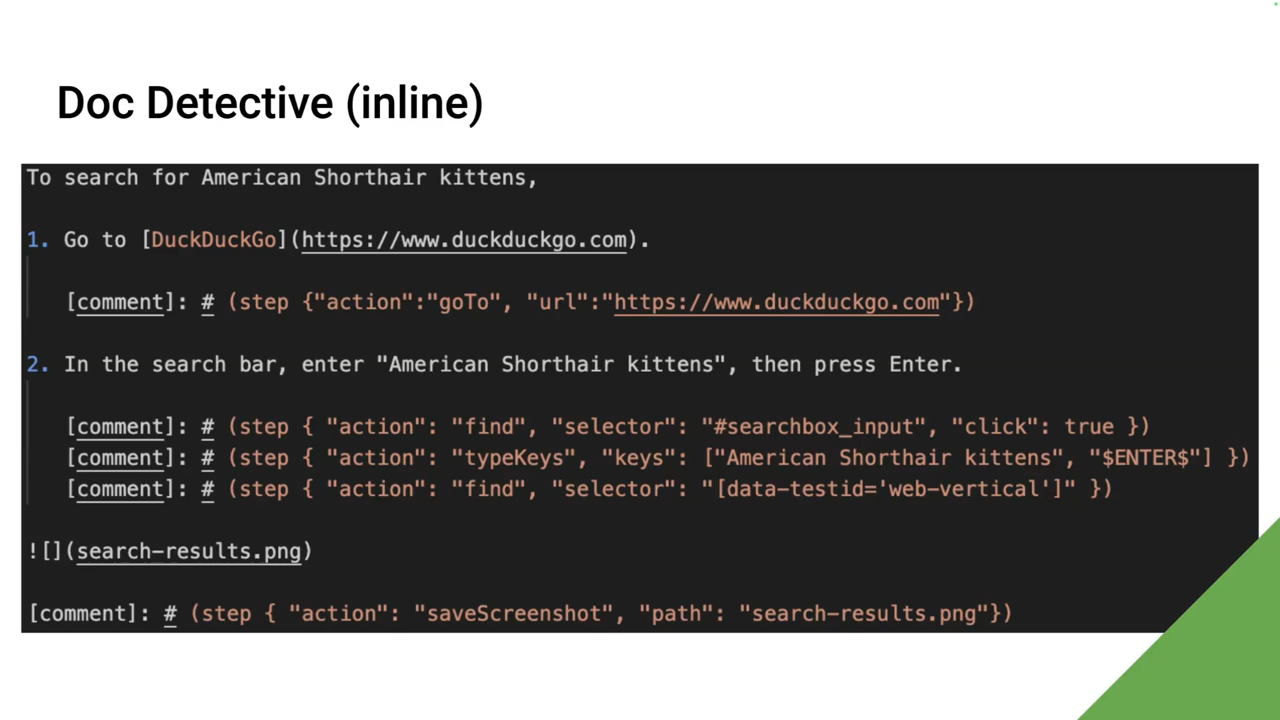 Doc Detective (inline)
To search for American Shorthair kittens,
1. Go to [DuckDuckGo](https://www.duckduckgo.com).
[comment]: # (step {"action":"goTo", "url":"https://www.duckduckgo.com"})
2. In the search bar, enter "American Shorthair kittens", then press Enter.
[comment]: # (step { "action": "find", "selector": "#searchbox_input", "click": true })
[comment]: # (step { "action": "typeKeys", "keys": ["American Shorthair kittens", "$ENTER$"] })
[comment]: # (step { "action": "find", "selector": "[data-testid='web-vertical']" })
![](search-results.png)
[comment]: # (step { "action": "saveScreenshot", "path": "search-results.png"})